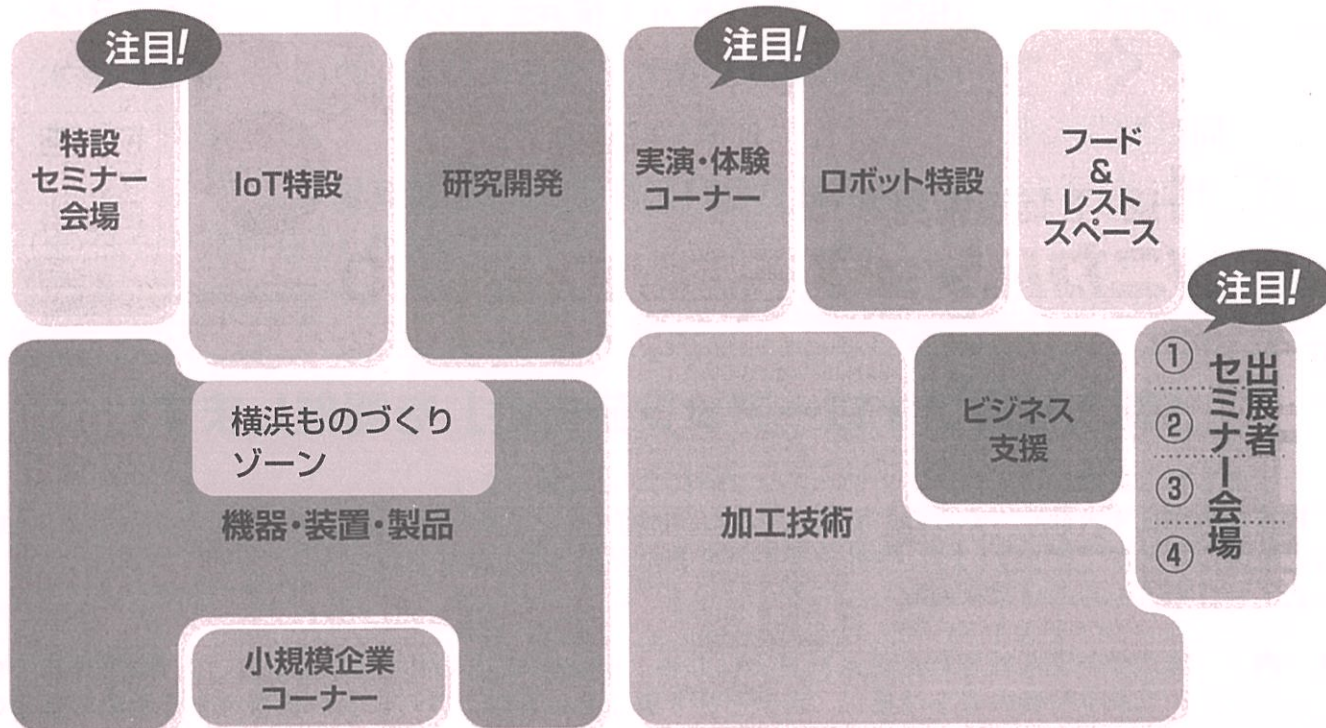 注目!
特設
セミナー
会場
IoT特設
研究開発
注目!
実演・体験
コーナー
ロボット特設
フード
&
レスト
スペース
注目!
出展者
セミナー会場
①
②
③
④
横浜ものづくり
ゾーン
機器・装置・製品
小規模企業
コーナー
加工技術
ビジネス
支援